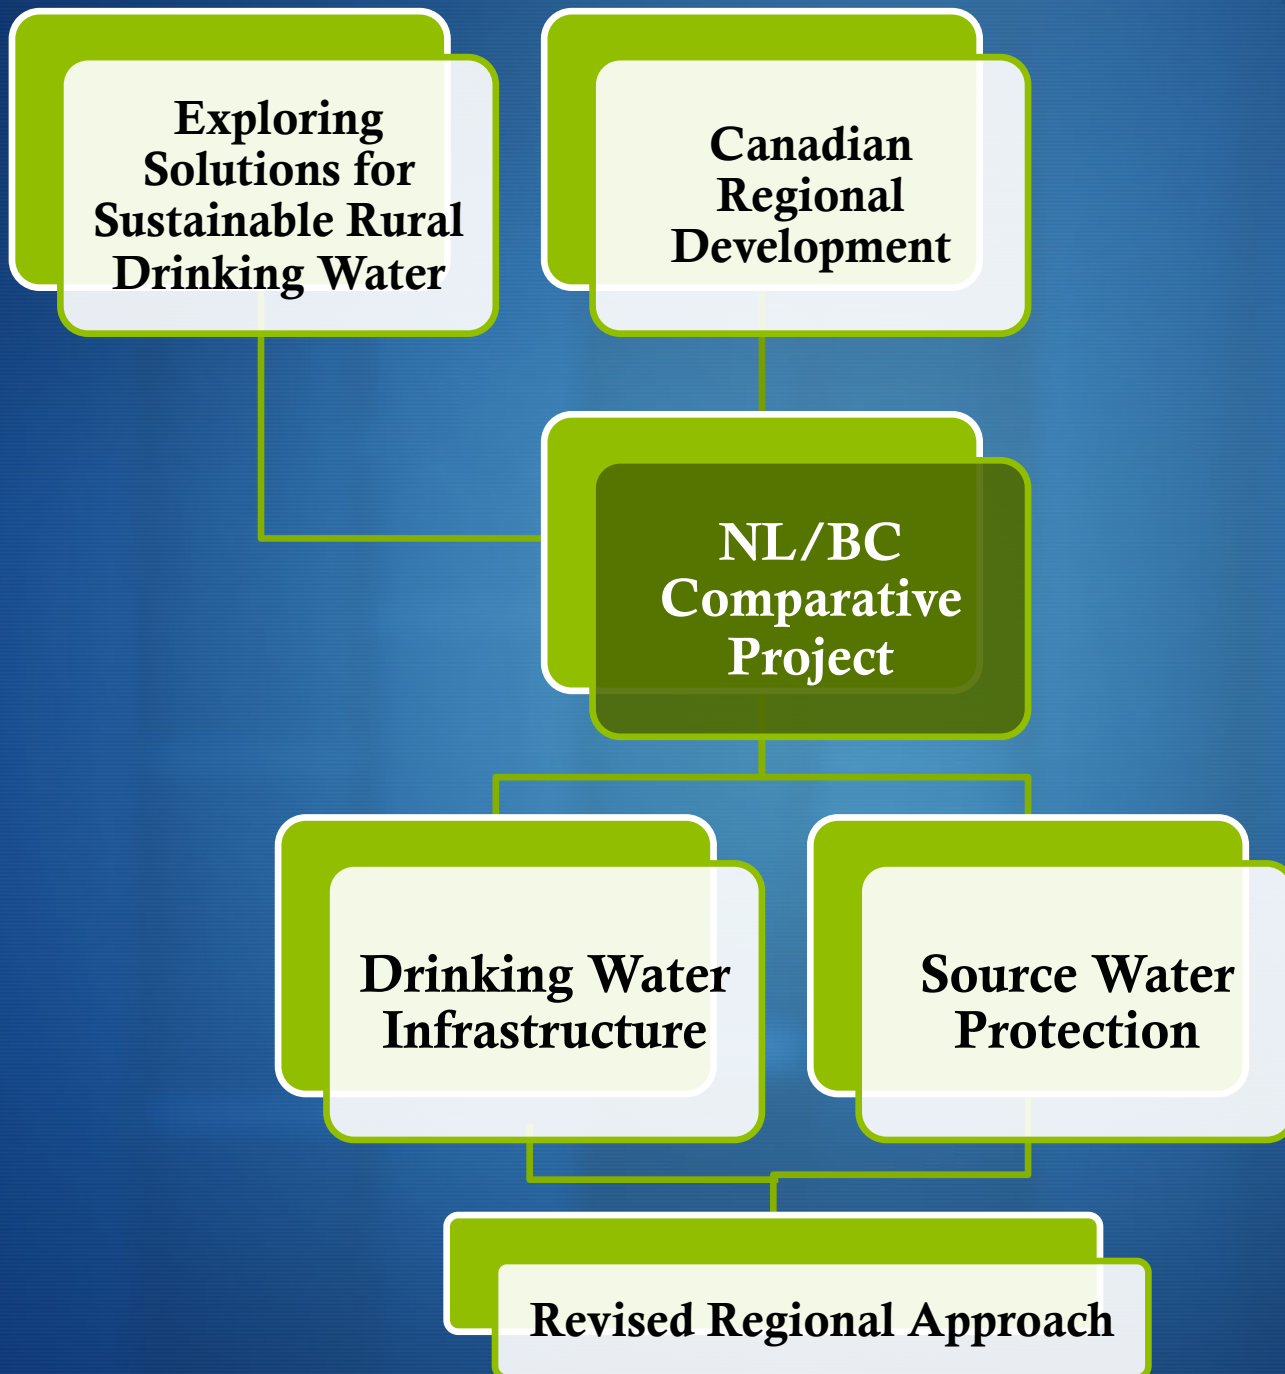 Exploring
Solutions for
Sustainable Rural
Drinking Water
Canadian
Regional
Development
NL/BC
Comparative
Project
Drinking Water
Infrastructure
Source Water
Protection
Revised Regional Approach